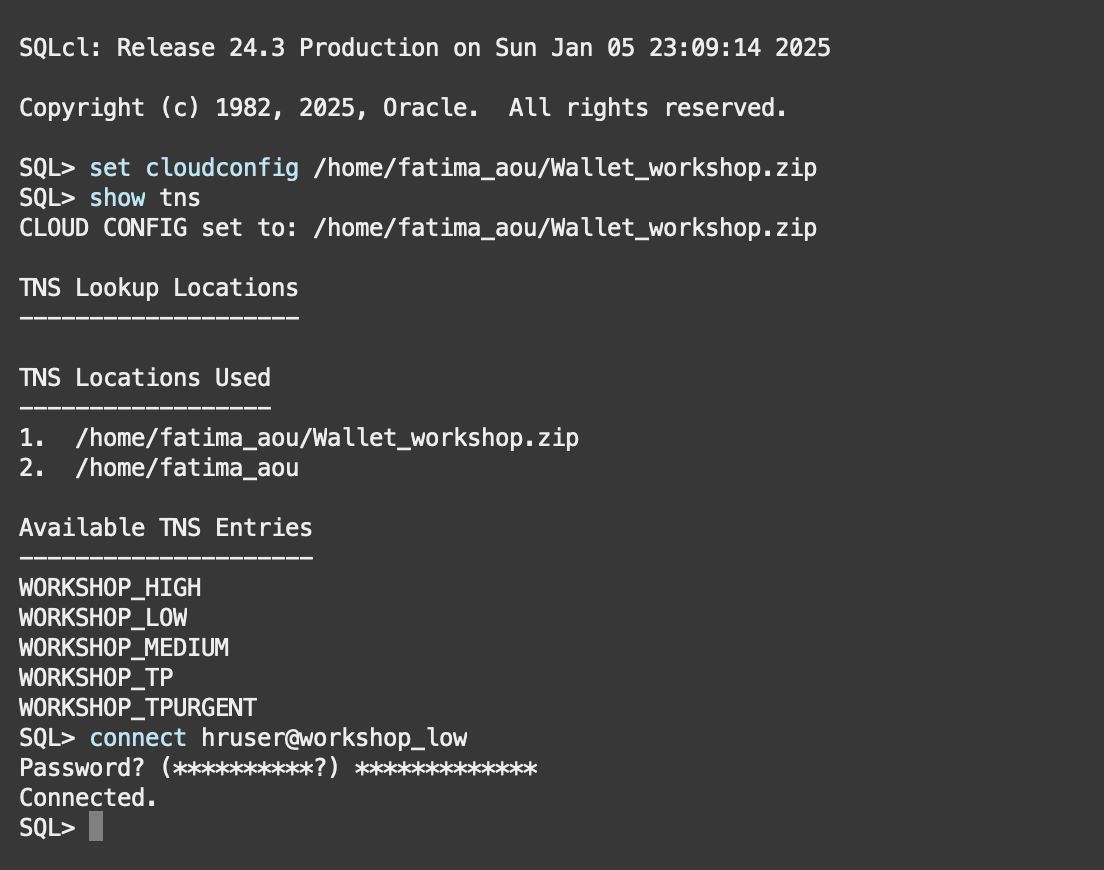 SQLcl: Release 24.3 Production on Sun Jan 05 23:09:14 2025
Copyright (c) 1982, 2025, Oracle.  All rights reserved.
SQL> set cloudconfig /home/fatima_aou/Wallet_workshop.zip
SQL> show tns
CLOUD CONFIG set to: /home/fatima_aou/Wallet_workshop.zip
TNS Lookup Locations
--------------------
TNS Locations Used
------------------
1.  /home/fatima_aou/Wallet_workshop.zip
2.  /home/fatima_aou
Available TNS Entries
---------------------
WORKSHOP_HIGH
WORKSHOP_LOW
WORKSHOP_MEDIUM
WORKSHOP_TP
WORKSHOP_TPURGENT
SQL> connect hruser@workshop_low
Password? (**********?) *************
Connected.
SQL>